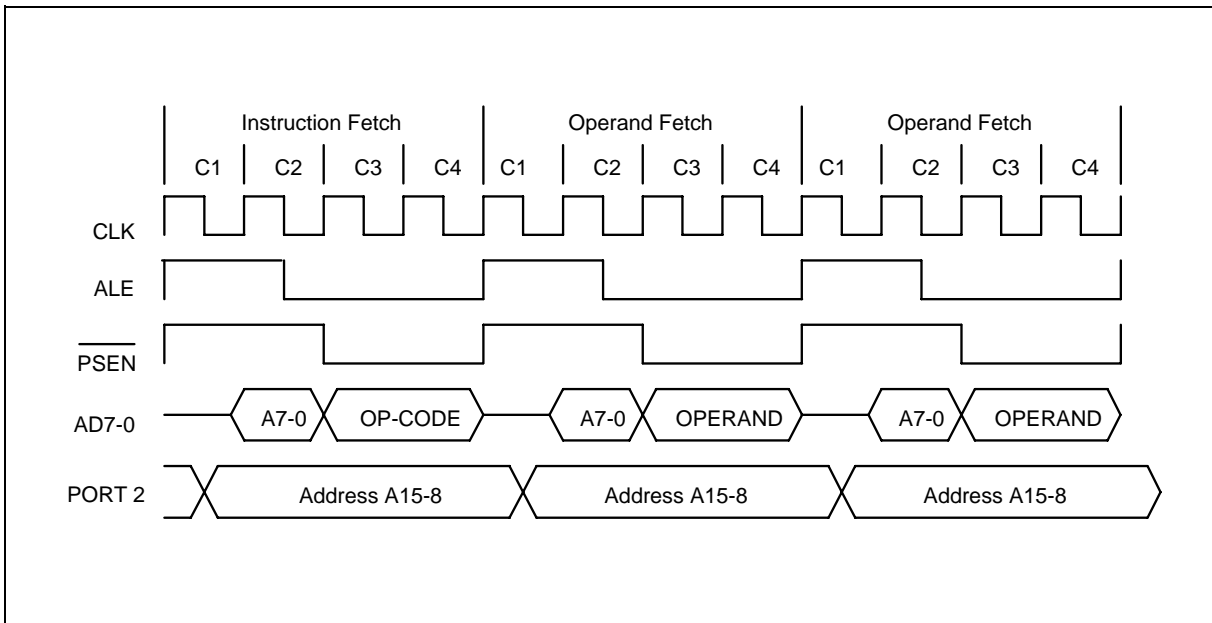 Instruction Fetch Operand Fetch Operand Fetch
C1 C2 C3 C4 C1 C2 C3 C4 C1 C2 C3 C4
CLK
ALE
PSEN
AD7-0 A7-0 OP-CODE A7-0 OPERAND A7-0 OPERAND
PORT 2 Address A15-8 Address A15-8 Address A15-8